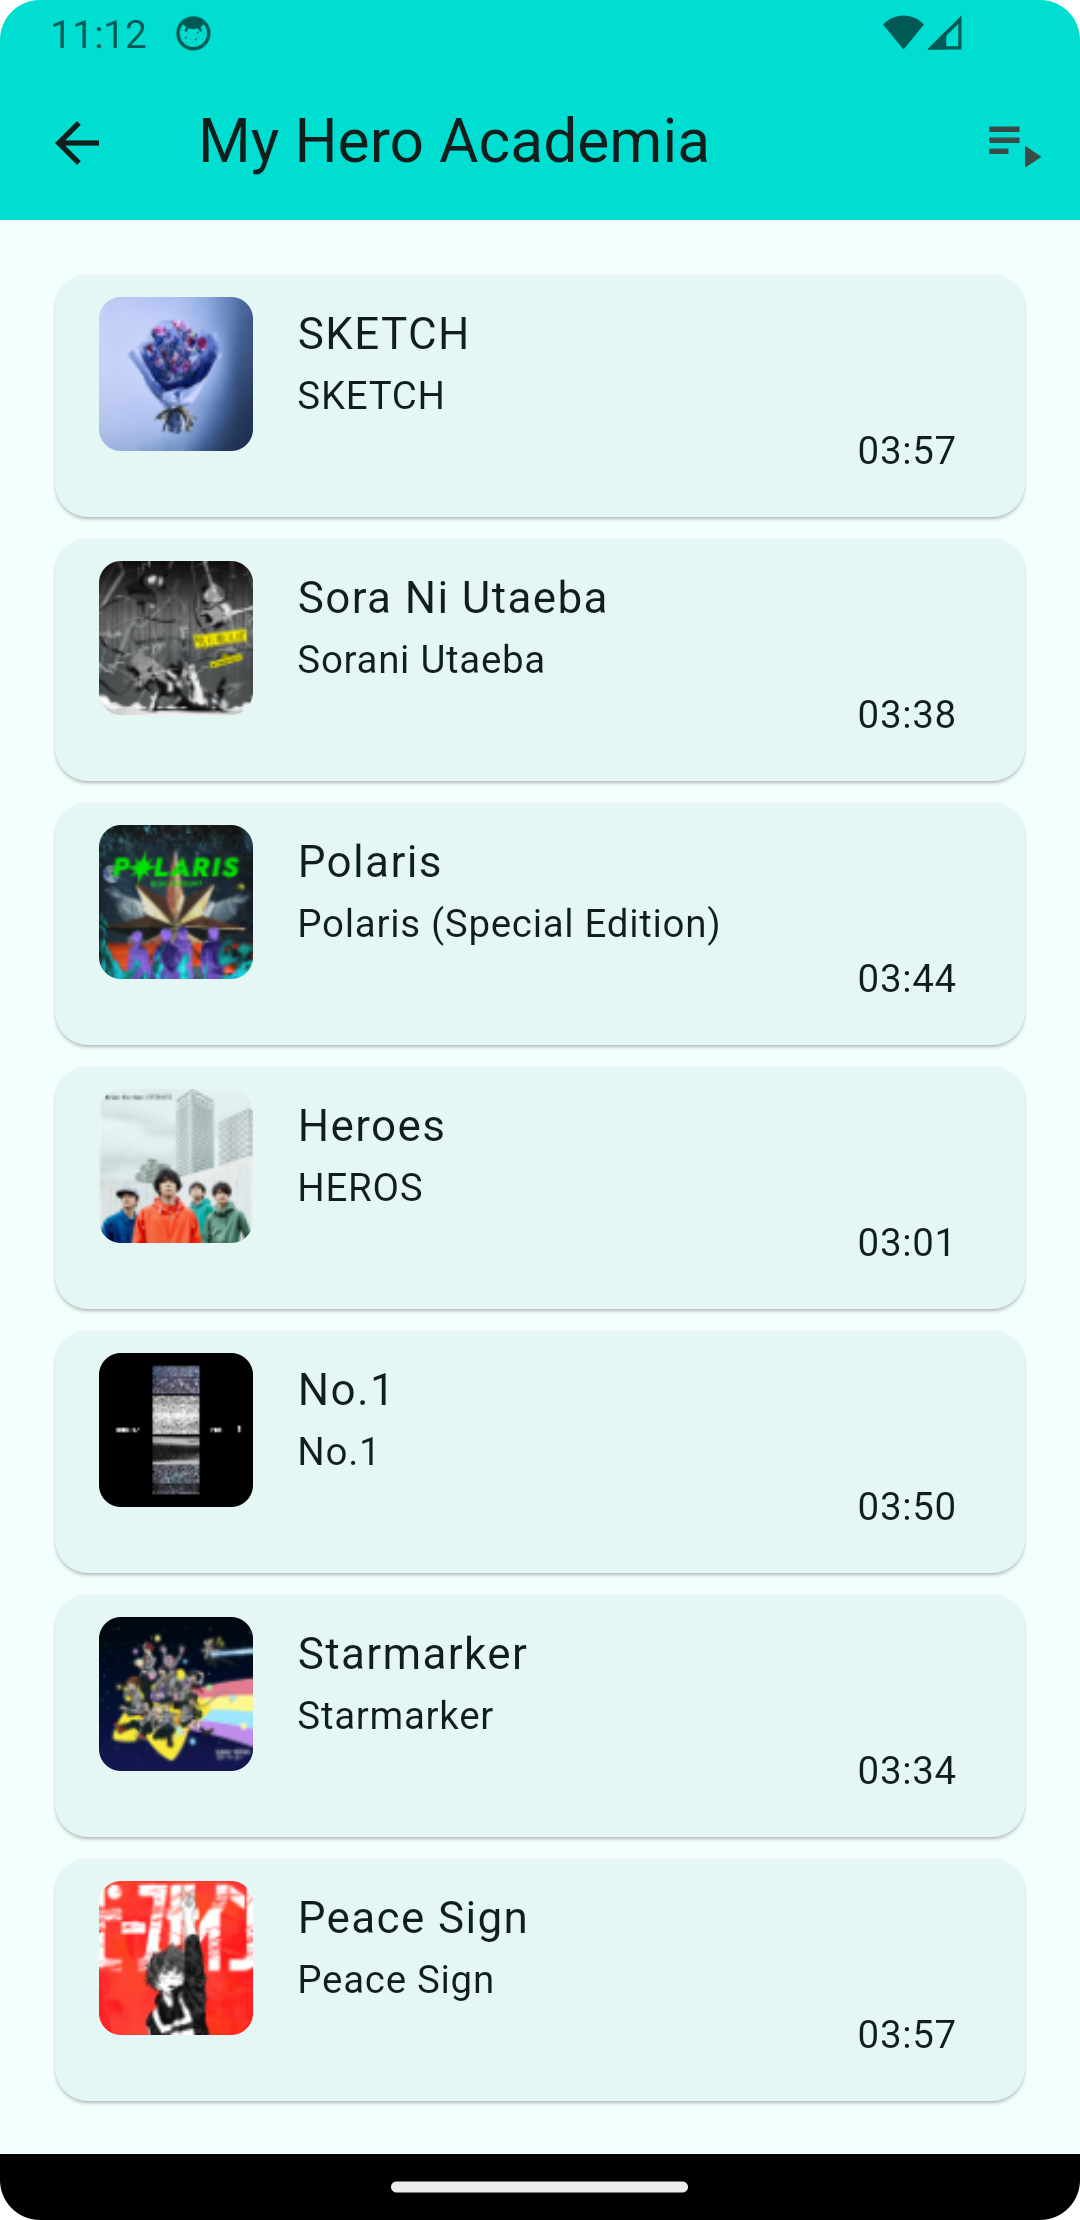 11:12
My Hero Academia
SKETCH
SKETCH
03:57
Sora Ni Utaeba
Sorani Utaeba
03:38
POLARIS
Polaris
Polaris (Special Edition)
03:44
Heroes
HEROS
03:01
No.1
No.1
03:50
Starmarker
Starmarker
03:34
Peace Sign
Peace Sign
03:57